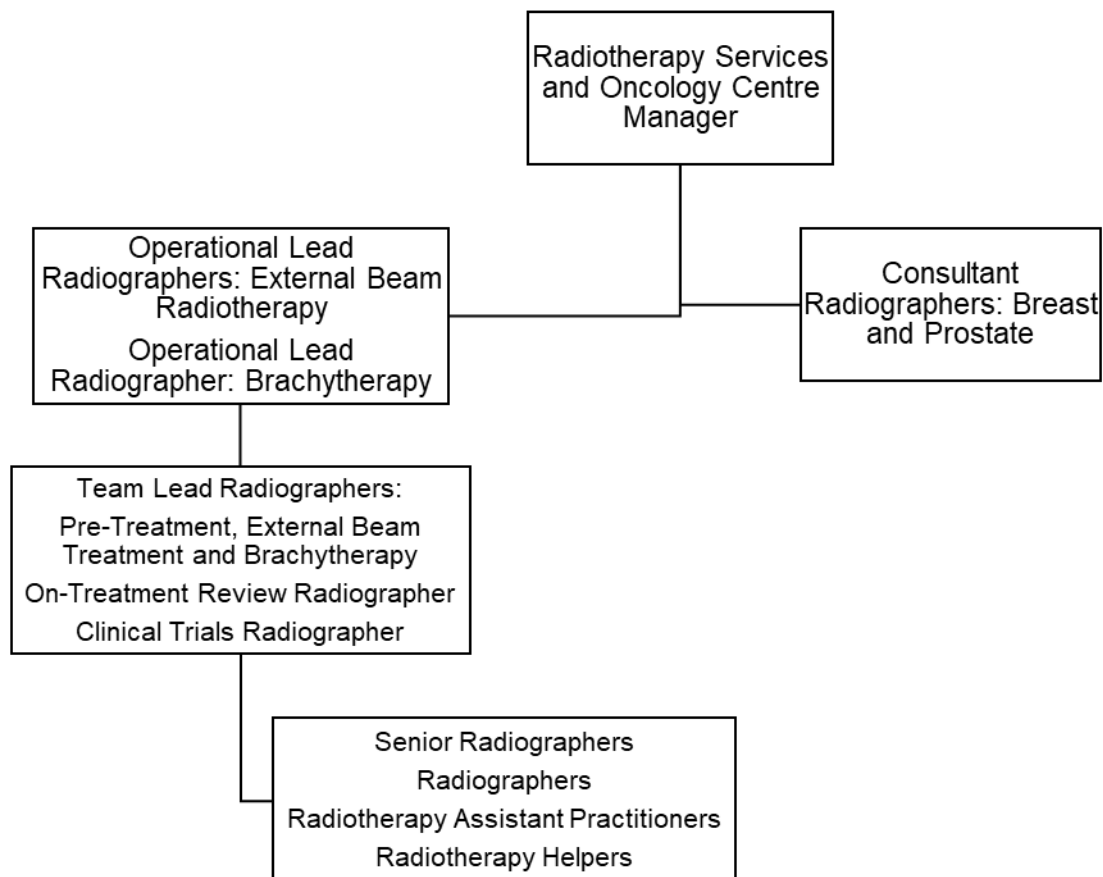 Radiotherapy Services
and Oncology Centre
Manager
Operational Lead
Radiographers: External Beam
Radiotherapy
Operational Lead
Radiographer: Brachytherapy
Consultant
Radiographers: Breast
and Prostate
Team Lead Radiographers:
Pre-Treatment, External Beam
Treatment and Brachytherapy
On-Treatment Review Radiographer
Clinical Trials Radiographer
Senior Radiographers
Radiographers
Radiotherapy Assistant Practitioners
Radiotherapy Helpers